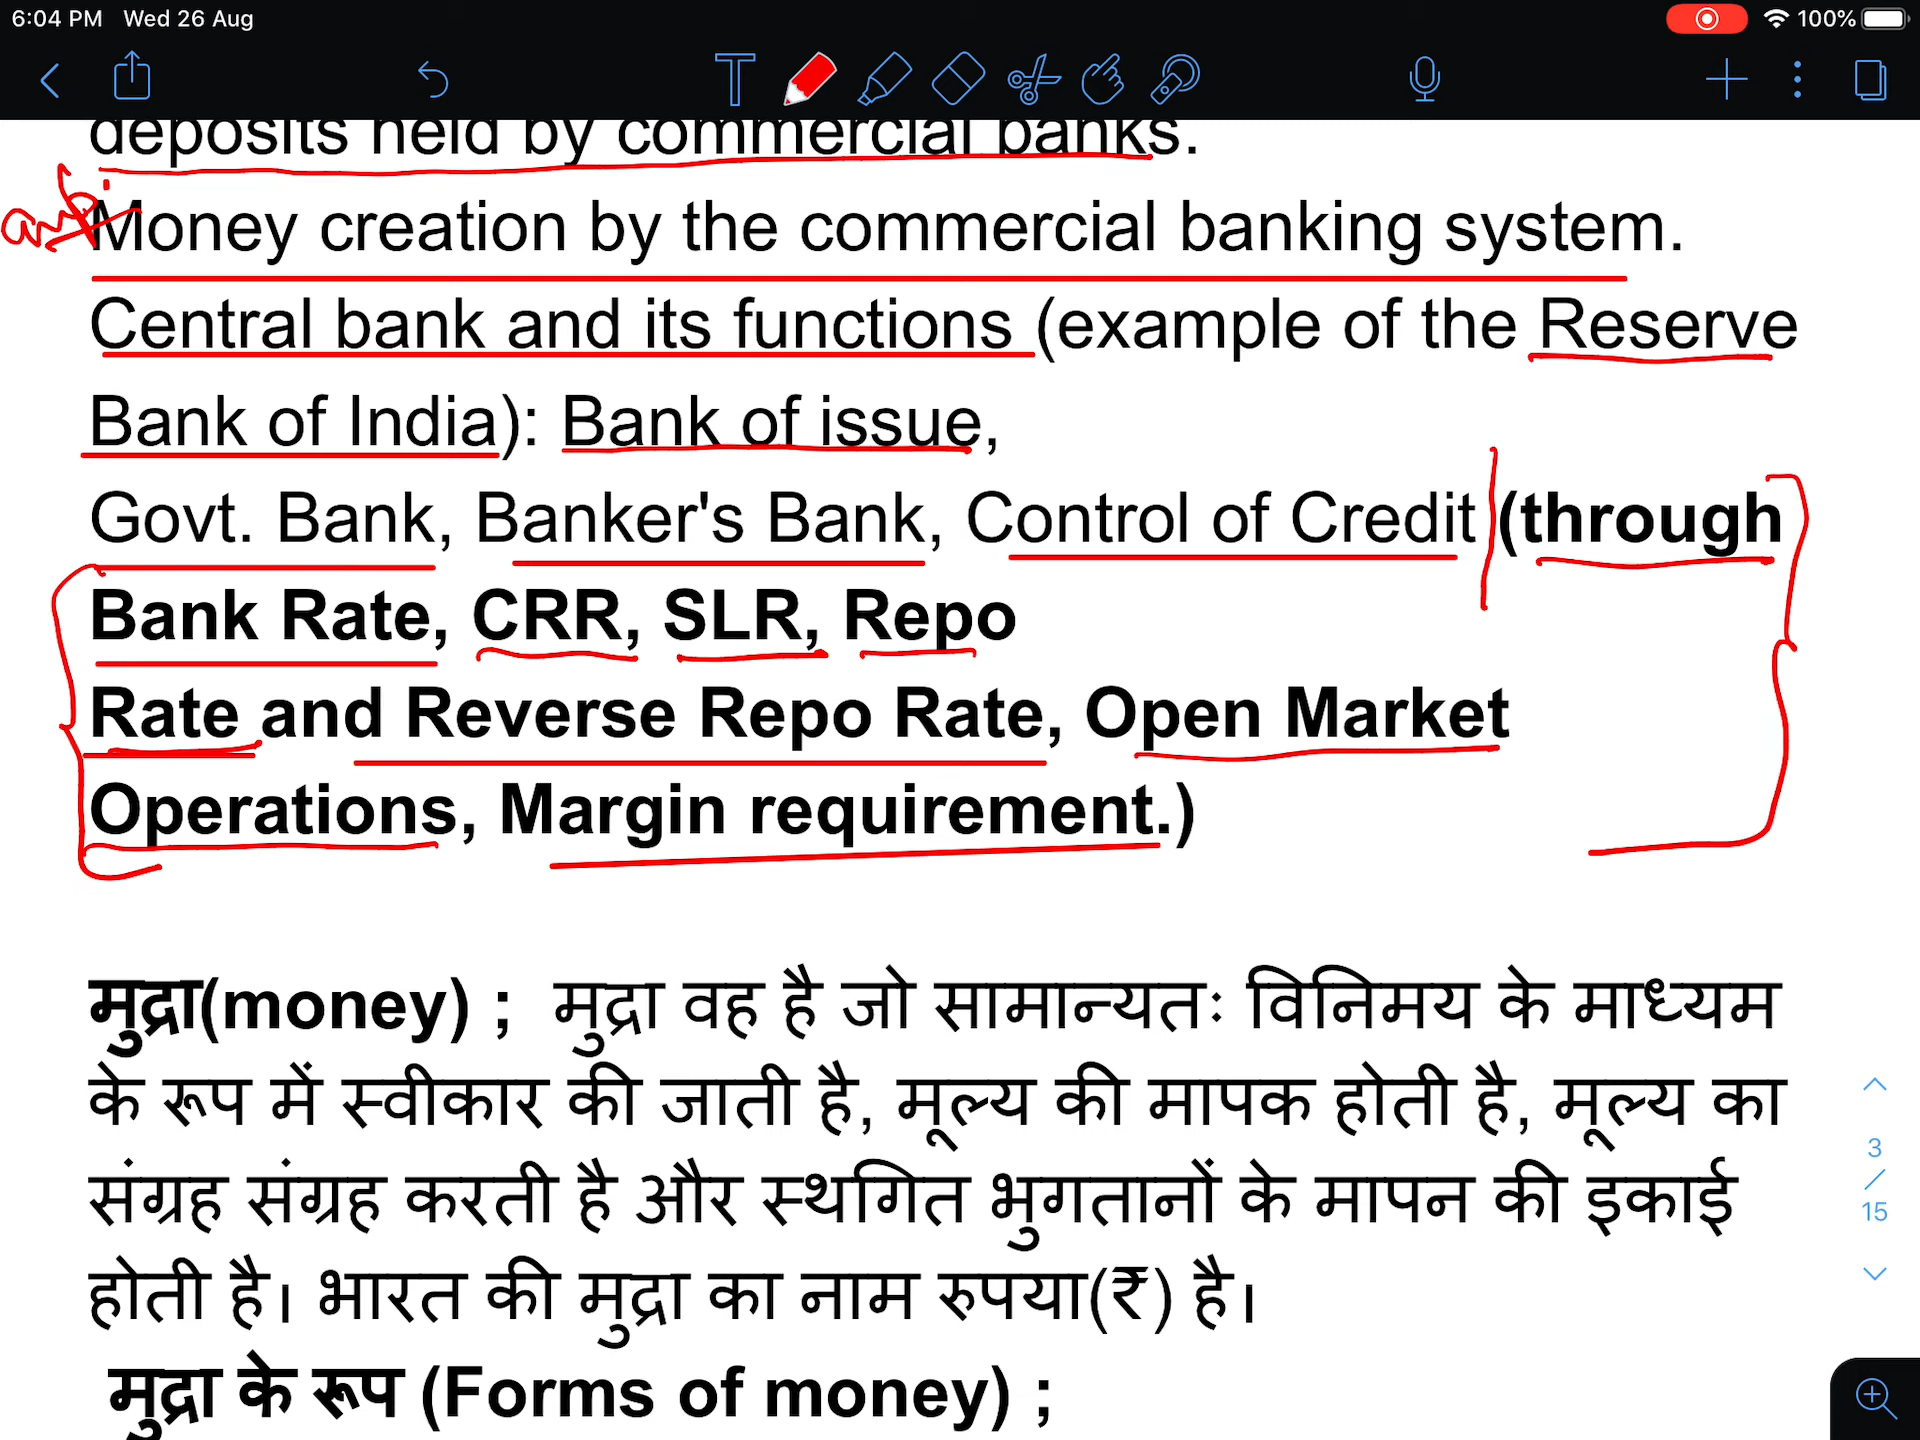 6:04 PM Wed 26 Aug 100%
deposits held by commercial banks.
Money creation by the commercial banking system.
Central bank and its functions (example of the Reserve
Bank of India): Bank of issue,
Govt. Bank, Banker's Bank, Control of Credit (through
Bank Rate, CRR, SLR, Repo
Rate and Reverse Repo Rate, Open Market
Operations, Margin requirement.)
मुद्रा(money) ; मुद्रा वह है जो सामान्यतः विनिमय के माध्यम
के रूप में स्वीकार की जाती है, मूल्य की मापक होती है, मूल्य का
संग्रह संग्रह करती है और स्थगित भुगतानों के मापन की इकाई
होती है। भारत की मुद्रा का नाम रुपया(₹) है।
मुद्रा के रूप (Forms of money) ;
3
/
15